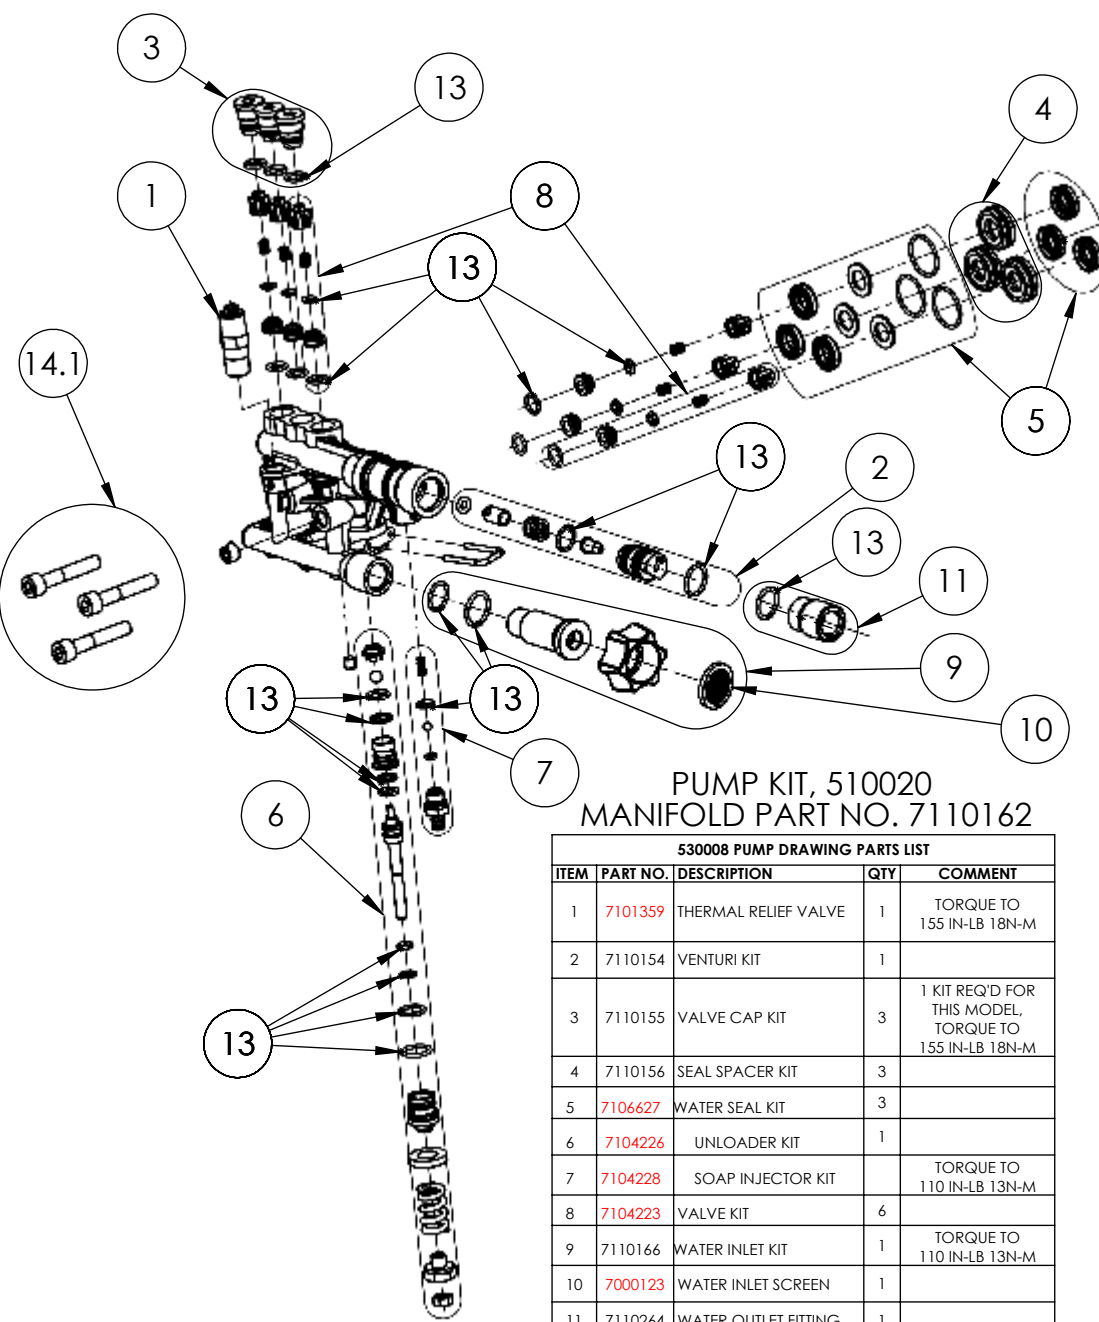 3
13
4
1
8
13
14.1
5
13
2
13
11
9
13
13
10
7
6
13
PUMP KIT, 510020
MANIFOLD PART NO. 7110162
530008 PUMP DRAWING PARTS LIST
ITEM PART NO. DESCRIPTION QTY COMMENT
1 7101359 THERMAL RELIEF VALVE 1 TORQUE TO
155 IN-LB 18N-M
2 7110154 VENTURI KIT 1
3 7110155 VALVE CAP KIT 3 1 KIT REQ'D FOR
THIS MODEL,
TORQUE TO
155 IN-LB 18N-M
4 7110156 SEAL SPACER KIT 3
5 7106627 WATER SEAL KIT 3
6 7104226 UNLOADER KIT 1
7 7104228 SOAP INJECTOR KIT TORQUE TO
110 IN-LB 13N-M
8 7104223 VALVE KIT 6
9 7110166 WATER INLET KIT 1 TORQUE TO
110 IN-LB 13N-M
10 7000123 WATER INLET SCREEN 1
11 7110264 WATER OUTLET FITTING 1